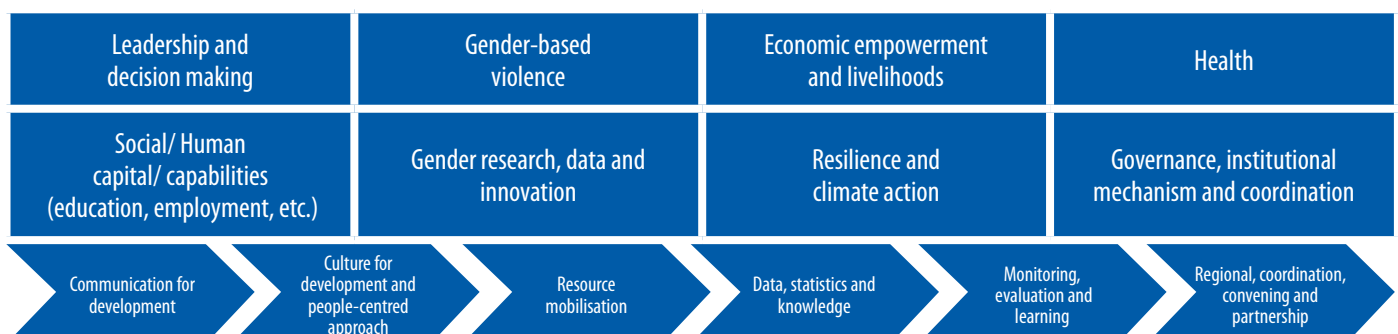 Leadership and
decision making
Gender-based
violence
Economic empowerment
and livelihoods
Health
Social/ Human
capital/ capabilities
(education, employment, etc.)
Gender research, data and
innovation
Resilience and
climate action
Governance, institutional
mechanism and coordination
Communication for
development
Culture for
development and
people-centred
approach
Resource
mobilisation
Data, statistics and
knowledge
Monitoring,
evaluation and
learning
Regional, coordination,
convening and
partnership